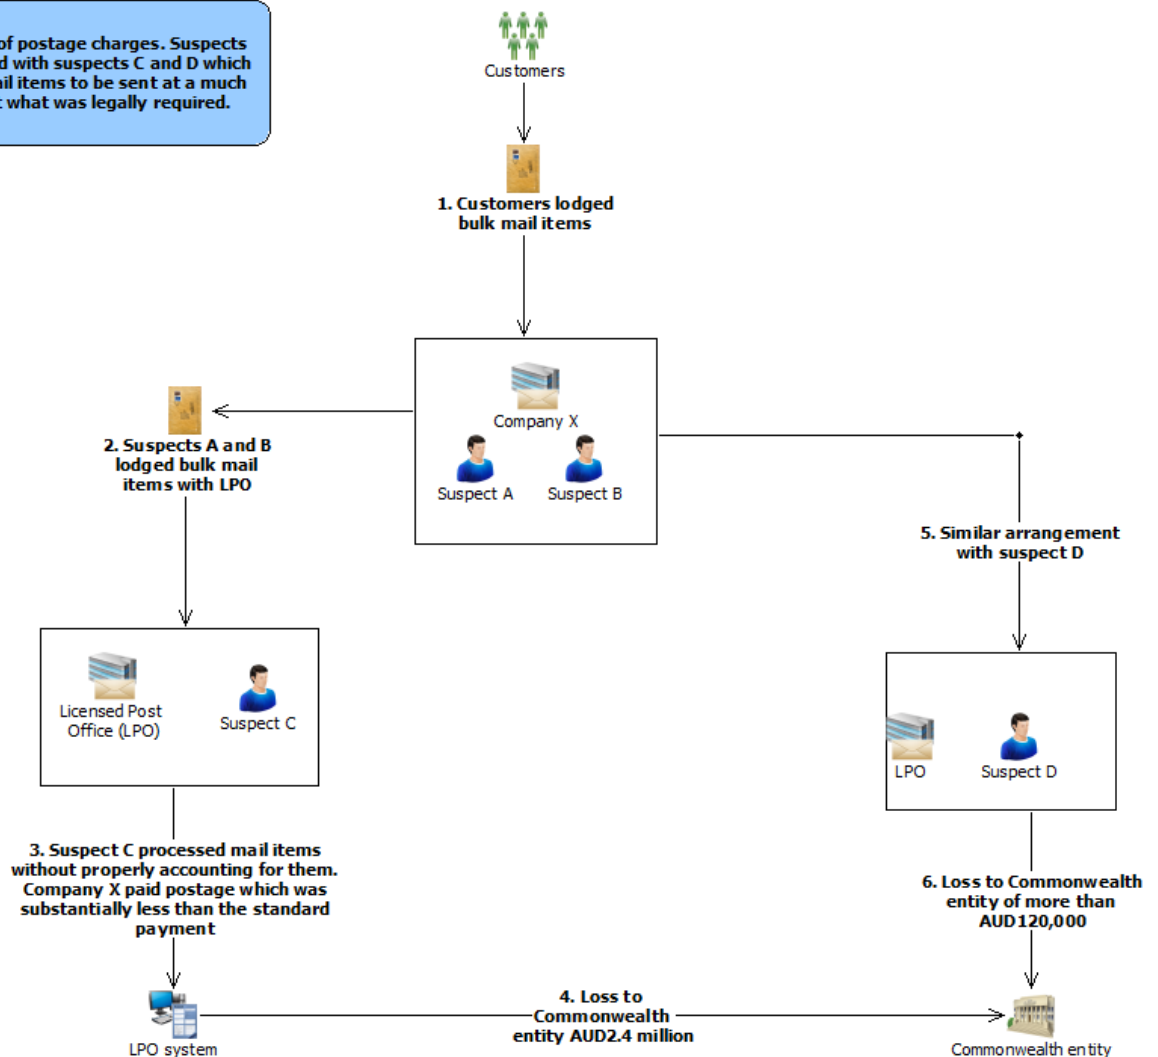 of postage charges. Suspects
with suspects C and D which
items to be sent at a much
what was legally required.
Customers
1. Customers lodged
bulk mail items
Company X
Suspect A
Suspect B
2. Suspects A and B
lodged bulk mail
items with LPO
5. Similar arrangement
with suspect D
Licensed Post
Office (LPO)
Suspect C
LPO
Suspect D
3. Suspect C processed mail items
without properly accounting for them.
Company X paid postage which was
substantially less than the standard
payment
6. Loss to Commonwealth
entity of more than
AUD120,000
4. Loss to
Commonwealth
entity AUD2.4 million
LPO system
Commonwealth entity